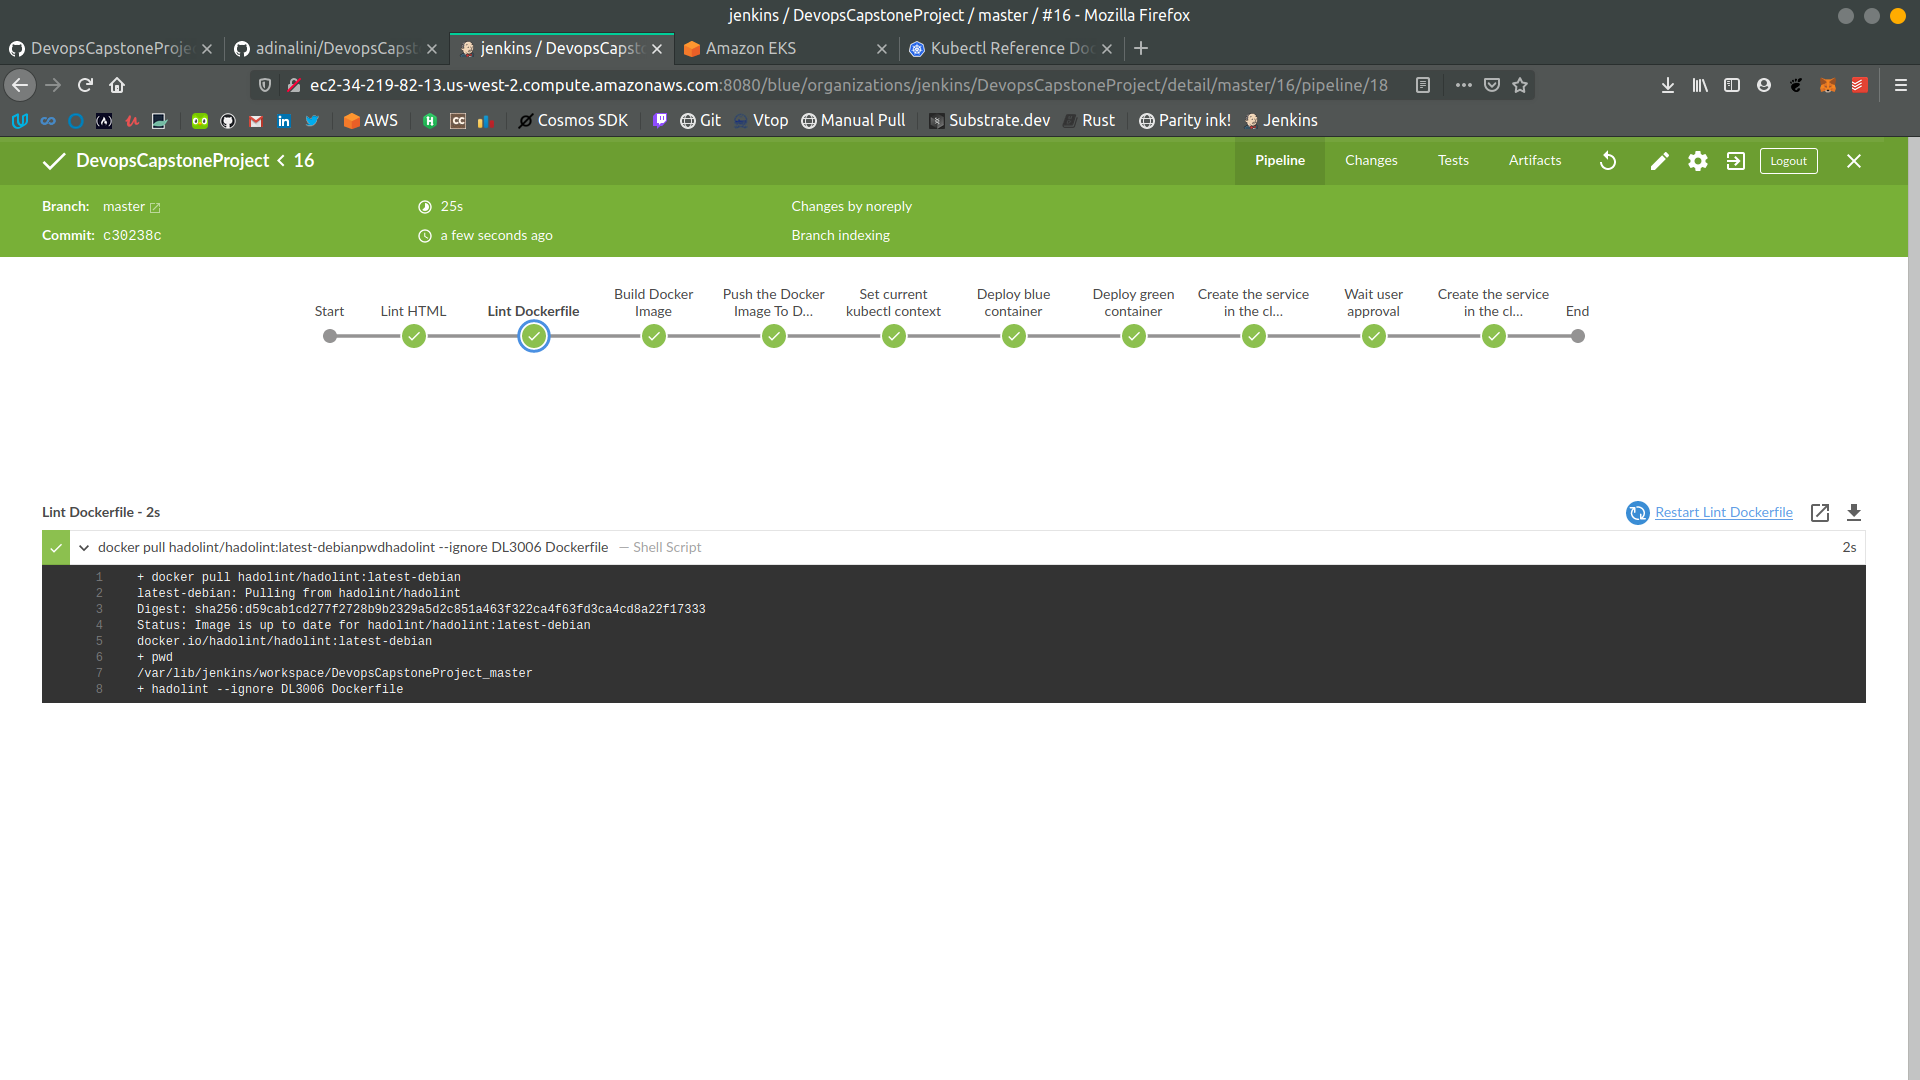 jenkins / DevopsCapstoneProject / master / #16 - Mozilla Firefox
DevopsCapstoneProje
adinalini/DevopsCapst
jenkins / DevopsCapst
Amazon EKS
Kubectl Reference Do
ec2-34-219-82-13.us-west-2.compute.amazonaws.com:8080/blue/organizations/jenkins/DevopsCapstoneProject/detail/master/16/pipeline/18
AWS
Cosmos SDK
Git
Vtop
Manual Pull
Substrate.dev
Rust
Parity ink!
Jenkins
DevopsCapstoneProject < 16
Pipeline
Changes
Tests
Artifacts
Logout
Branch: master
25s
Changes by noreply
Commit: c30238c
a few seconds ago
Branch indexing
Start
Lint HTML
Lint Dockerfile
Build Docker
Image
Push the Docker
Image To D...
Set current
kubectl context
Deploy blue
container
Deploy green
container
Create the service
in the cl...
Wait user
approval
Create the service
in the cl...
End
Lint Dockerfile - 2s
Restart Lint Dockerfile
docker pull hadolint/hadolint:latest-debianpwdhadolint --ignore DL3006 Dockerfile — Shell Script
2s
1 + docker pull hadolint/hadolint:latest-debian
2 latest-debian: Pulling from hadolint/hadolint
3 Digest: sha256:d59cab1cd277f2728b9b2329a5d2c851a463f322ca4f63fd3ca4cd8a22f17333
4 Status: Image is up to date for hadolint/hadolint:latest-debian
5 docker.io/hadolint/hadolint:latest-debian
6 + pwd
7 /var/lib/jenkins/workspace/DevopsCapstoneProject_master
8 + hadolint --ignore DL3006 Dockerfile